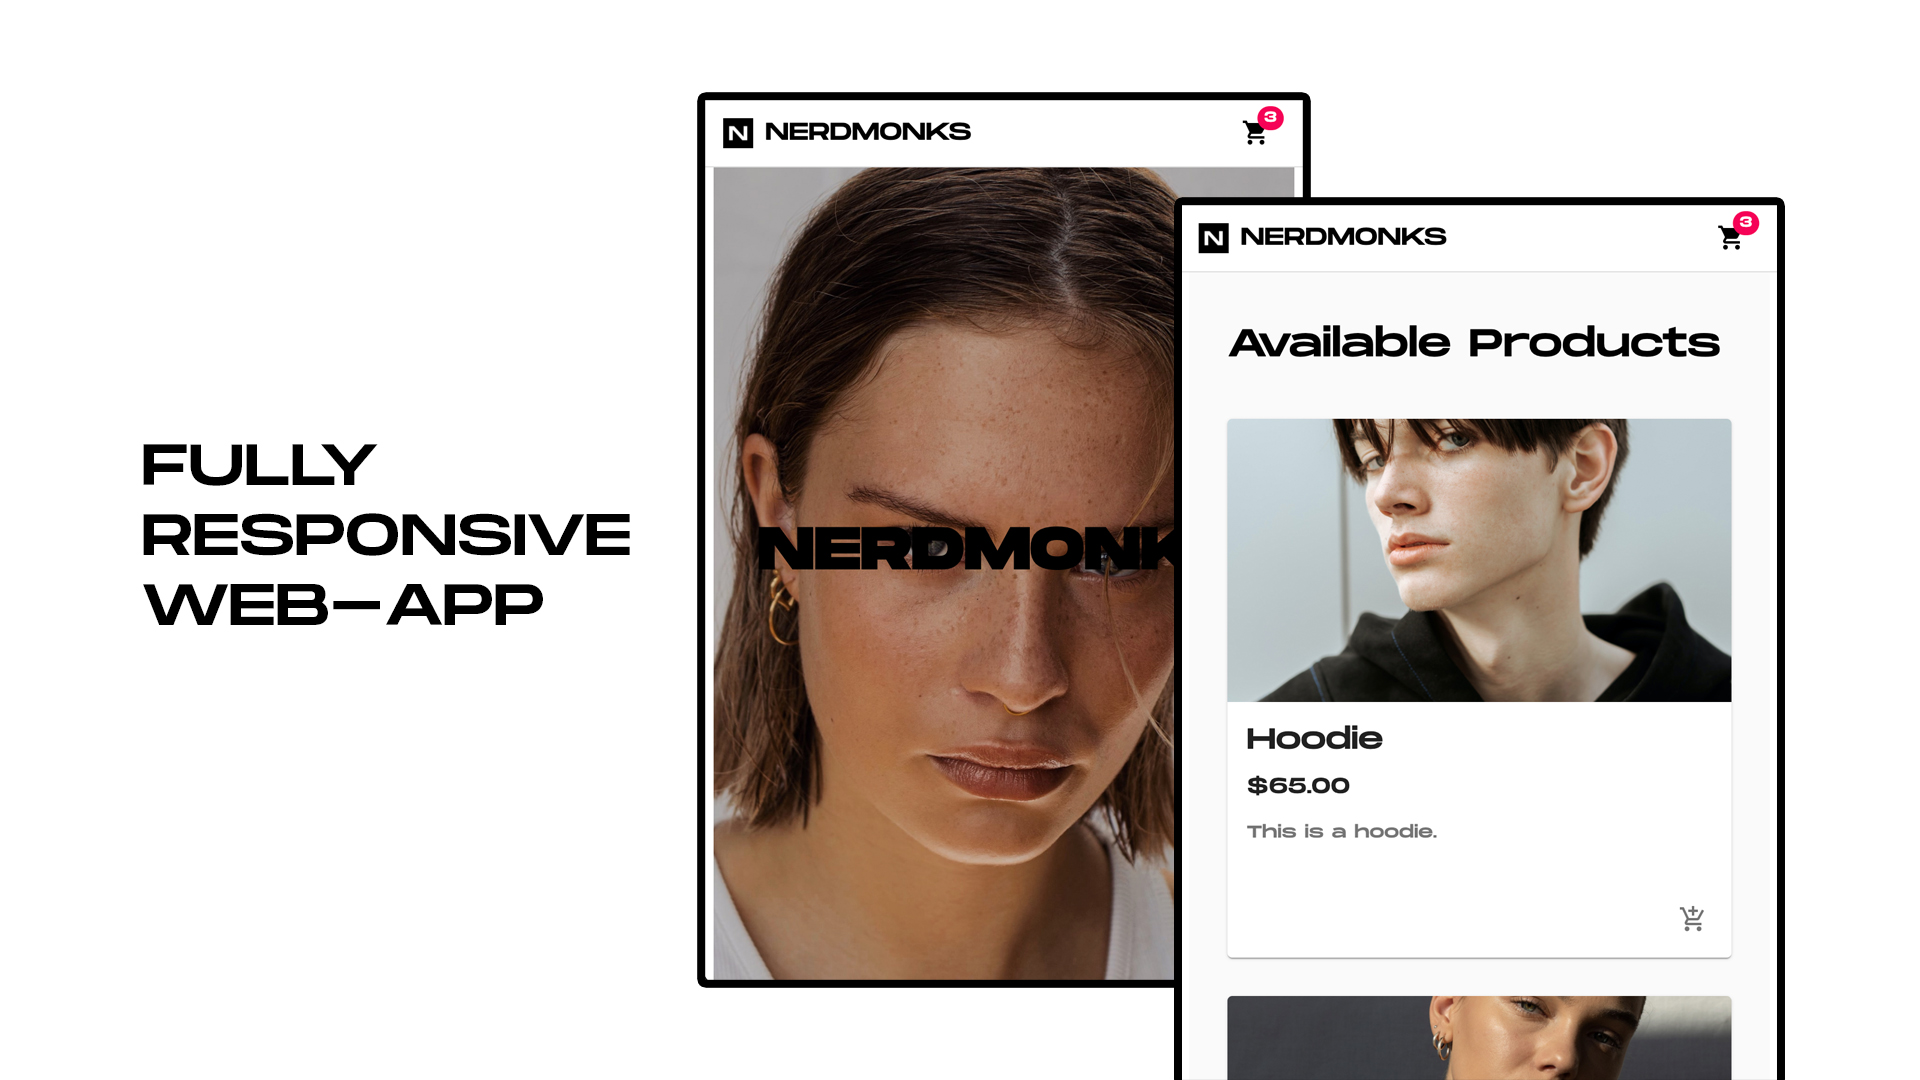 FULLY
RESPONSIVE
WEB-APP
N NERDMONKS
3
NERDMONK
N NERDMONKS
3
Available Products
Hoodie
$65.00
This is a hoodie.